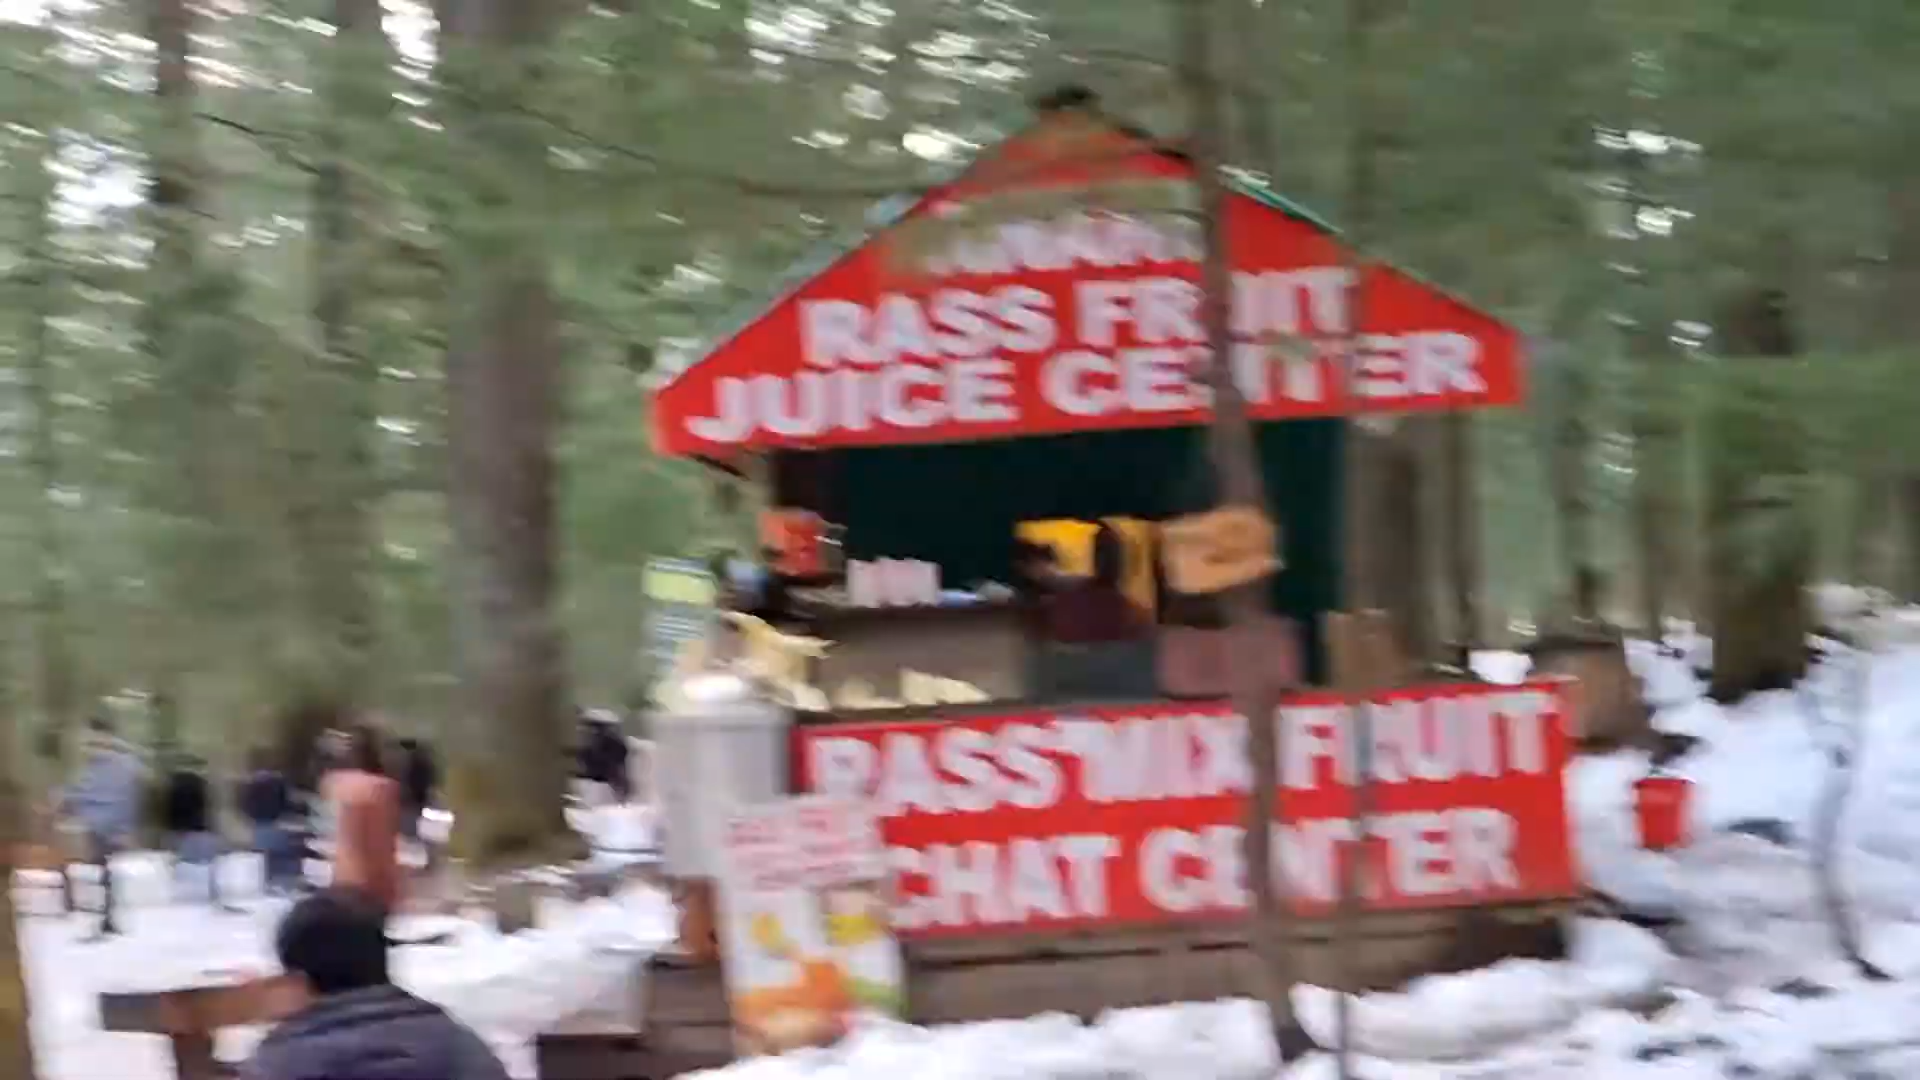 RASS FRUIT
JUICE CENTER
RASS MIX FRUIT
CHAT CENTER